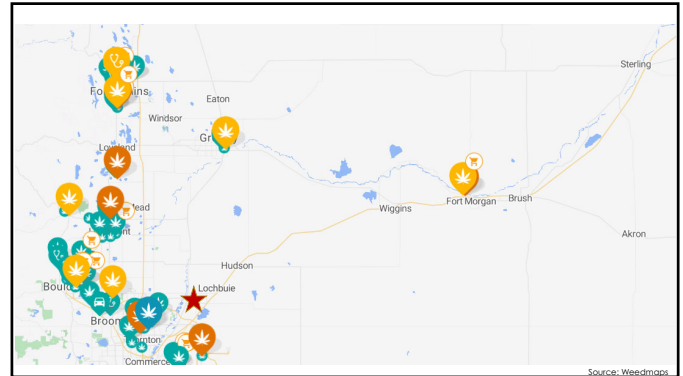 Sterling
Eaton
Windsor
Fort Morgan
Brush
Wiggins
Akron
Hudson
Lochbuie
Commerce
Source: Weedmaps